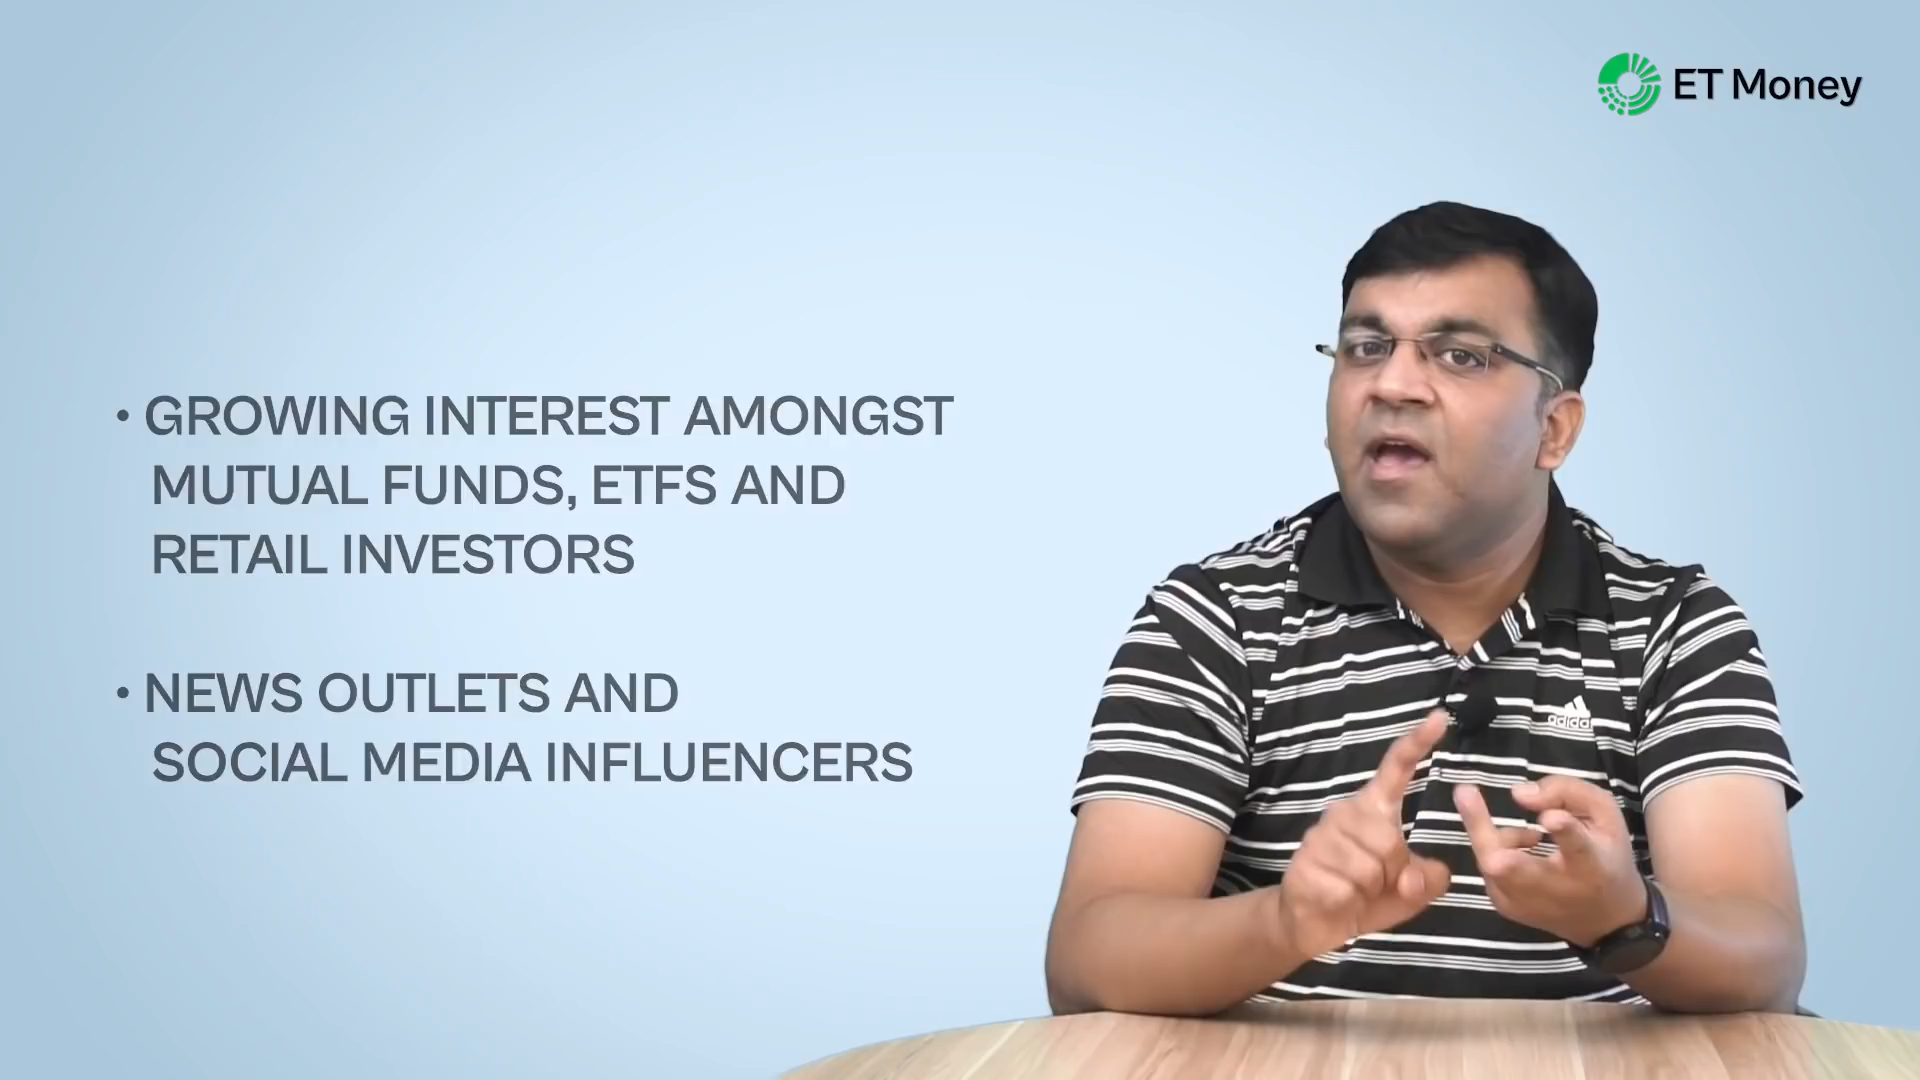 ET Money
• GROWING INTEREST AMONGST
MUTUAL FUNDS, ETFS AND
RETAIL INVESTORS
• NEWS OUTLETS AND
SOCIAL MEDIA INFLUENCERS
adidas